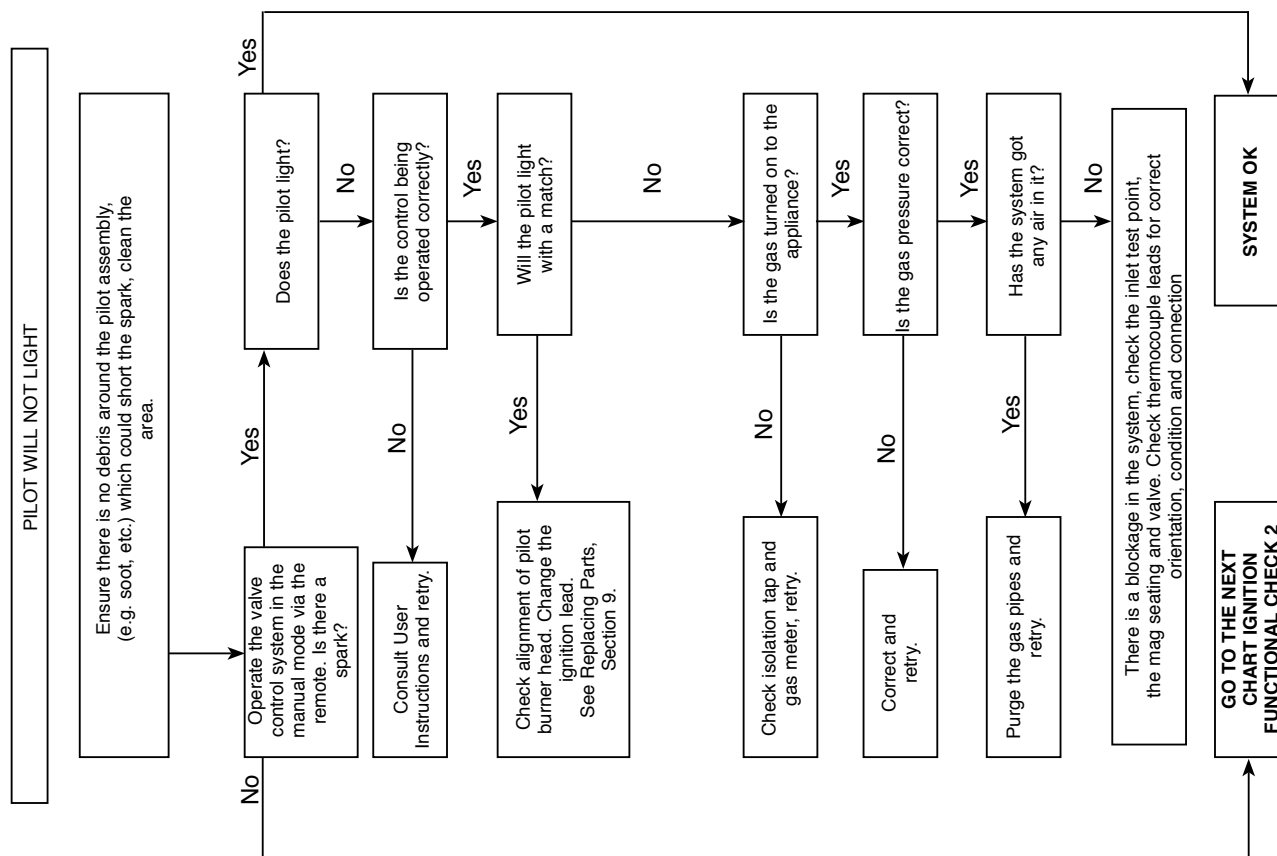 PILOT WILL NOT LIGHT
Ensure there is no debris around the pilot assembly,
(e.g. soot, etc.) which could short the spark, clean the
area.
Operate the valve
control system in the
manual mode via the
remote. Is there a
spark?
No
Yes
Does the pilot light?
Yes
No
Is the control being
operated correctly?
No
Consult User
Instructions and retry.
Yes
Will the pilot light
with a match?
Yes
Check alignment of pilot
burner head. Change the
ignition lead.
See Replacing Parts,
Section 9.
No
Is the gas turned on to the
appliance?
No
Check isolation tap and
gas meter, retry.
Yes
Is the gas pressure correct?
No
Correct and
retry.
Yes
Has the system got
any air in it?
Yes
Purge the gas pipes and
retry.
No
There is a blockage in the system, check the inlet test point,
the mag seating and valve. Check thermocouple leads for correct
orientation, condition and connection
GO TO THE NEXT
CHART IGNITION
FUNCTIONAL CHECK 2
SYSTEM OK